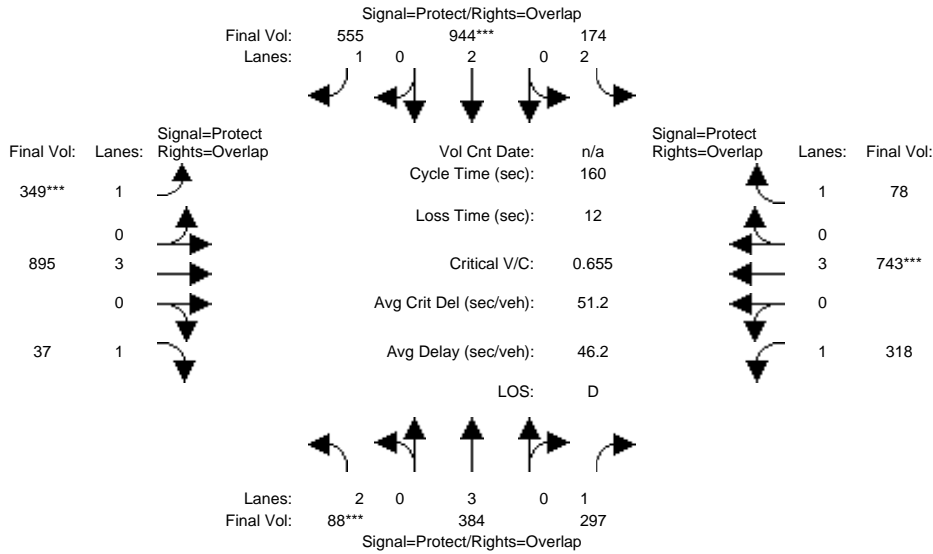 Signal=Protect/Rights=Overlap
Final Vol: 555 944*** 174
Lanes: 1 0 2 0 2
Signal=Protect Signal=Protect
Final Vol: Lanes: Rights=Overlap Vol Cnt Date: n/a Rights=Overlap Lanes: Final Vol:
Cycle Time (sec): 160
349*** 1 1 78
Loss Time (sec): 12
0 0
895 3 Critical V/C: 0.655 3 743***
0 Avg Crit Del (sec/veh): 51.2 0
37 1 Avg Delay (sec/veh): 46.2 1 318
LOS: D
Lanes: 2 0 3 0 1
Final Vol: 88*** 384 297
Signal=Protect/Rights=Overlap